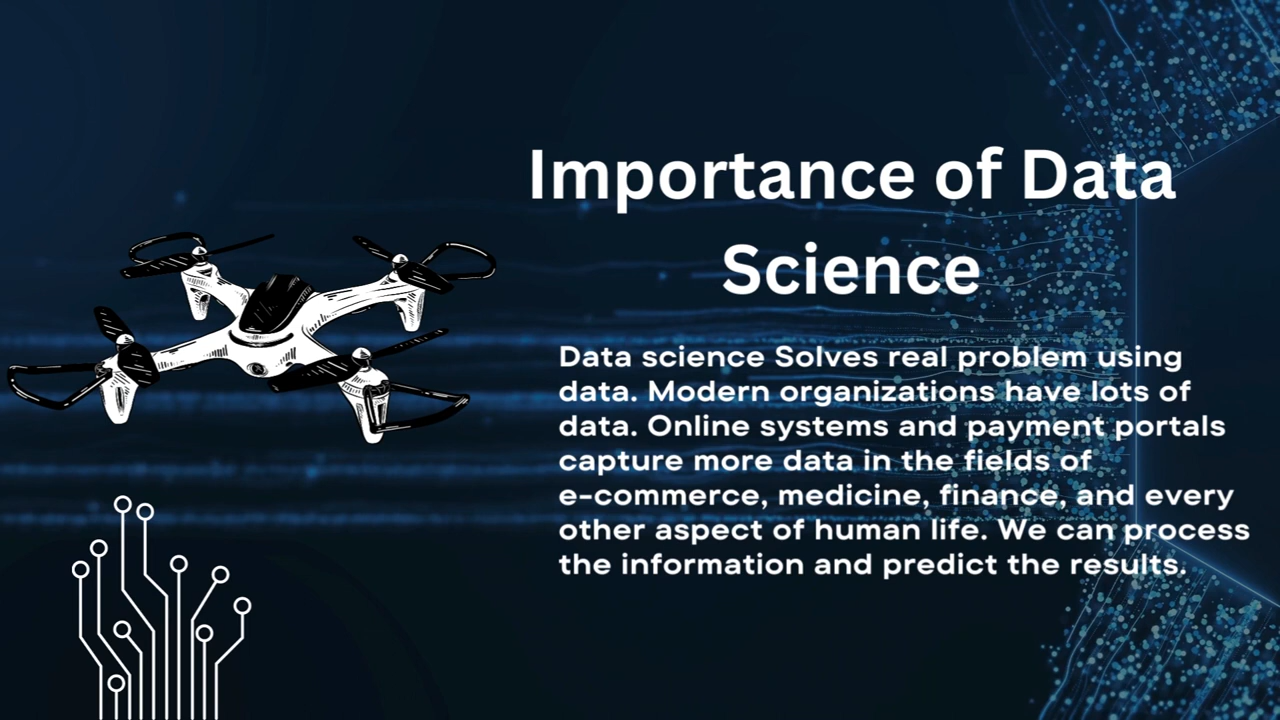 Importance of Data
Science
Data science Solves real problem using
data. Modern organizations have lots of
data. Online systems and payment portals
capture more data in the fields of
e-commerce, medicine, finance, and every
other aspect of human life. We can process
the information and predict the results.